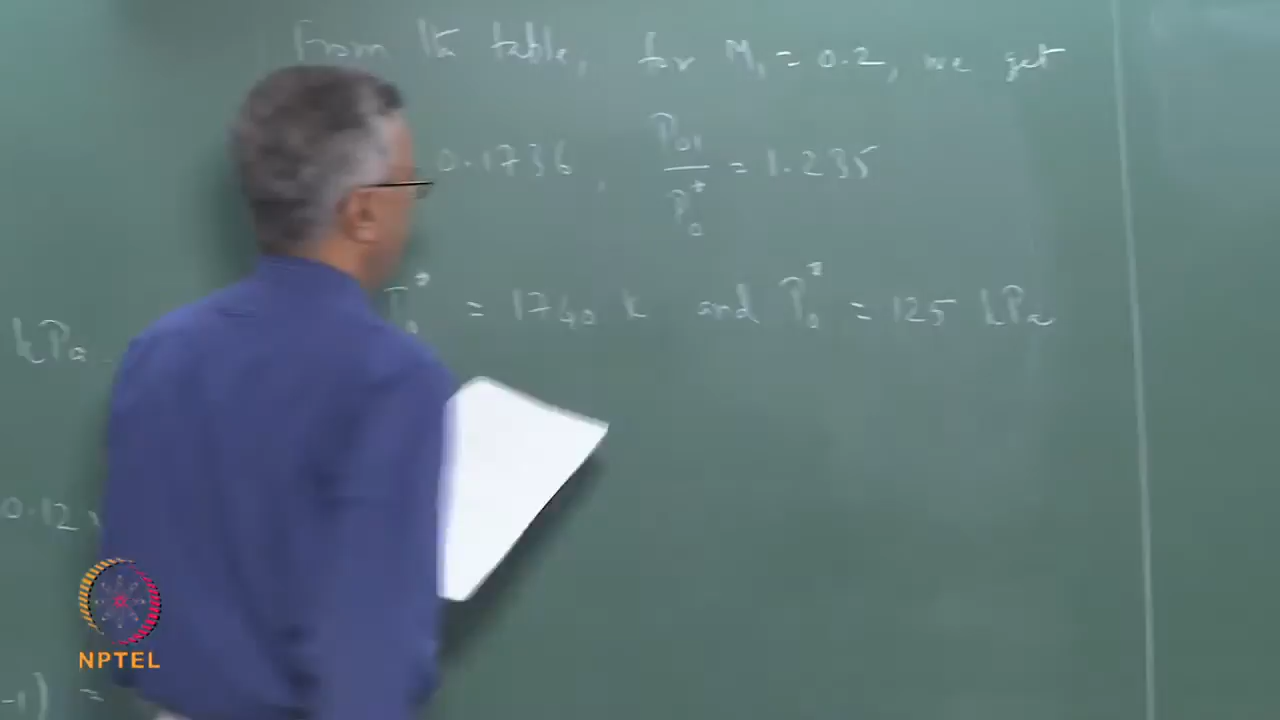 From the table, for M₁ = 0.2, we get
0.1736, P₀₁/P₀* = 1.235
T₀* = 1740 K and P₀* = 125 kPa
kPa.
0.12
-1) =
NPTEL